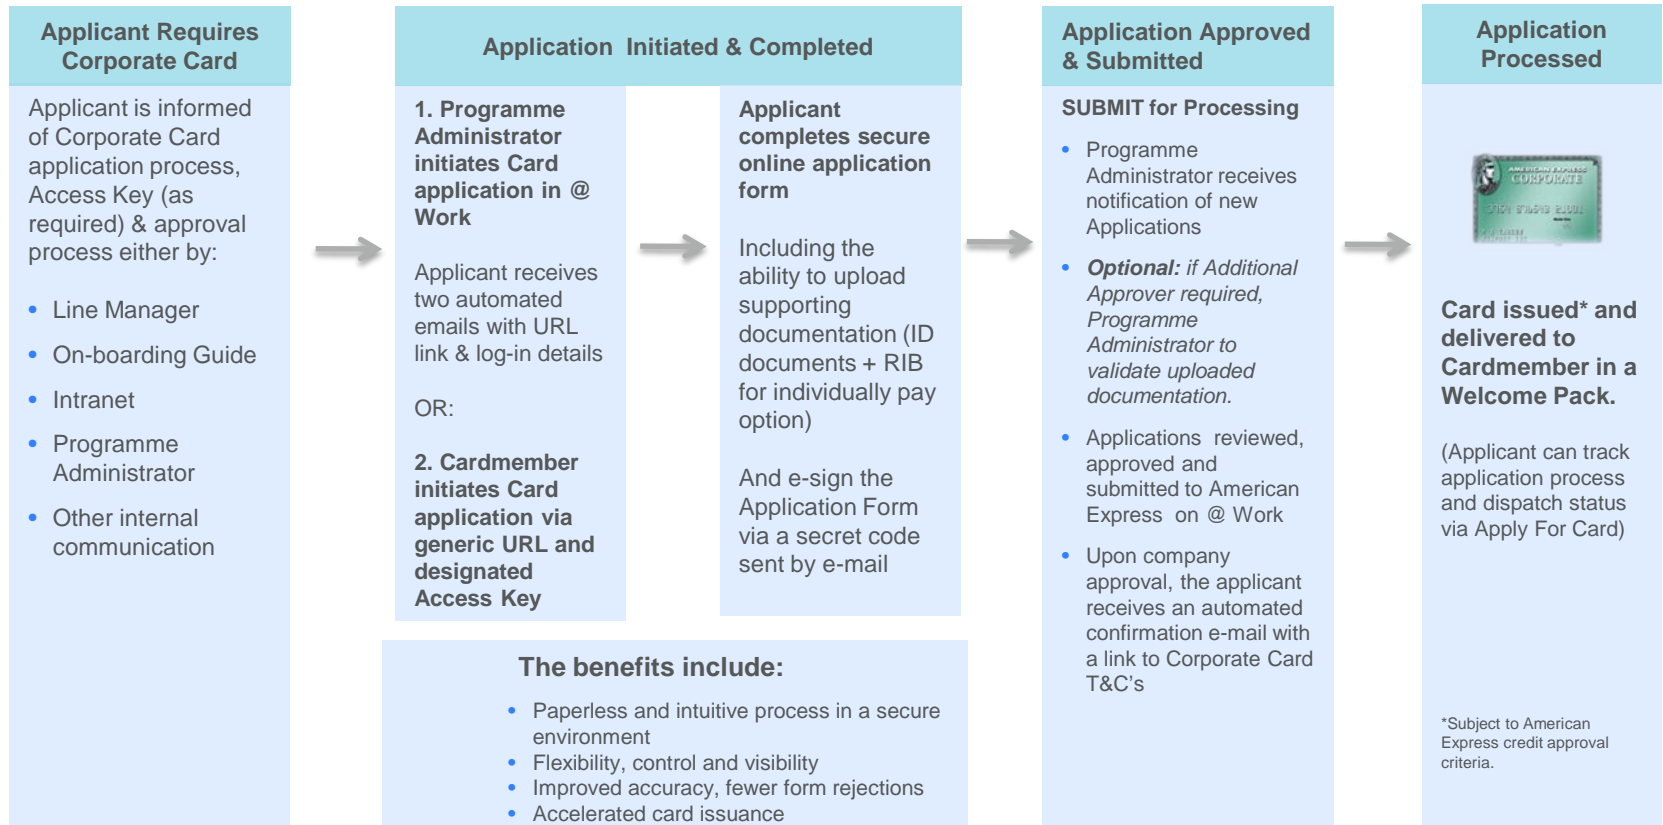 Applicant Requires
Corporate Card
Applicant is informed
of Corporate Card
application process,
Access Key (as
required) & approval
process either by:
• Line Manager
• On-boarding Guide
• Intranet
• Programme
Administrator
• Other internal
communication
Application Initiated & Completed
1. Programme
Administrator
initiates Card
application in @
Work
Applicant receives
two automated
emails with URL
link & log-in details
OR:
2. Cardmember
initiates Card
application via
generic URL and
designated
Access Key
Applicant
completes secure
online application
form
Including the
ability to upload
supporting
documentation (ID
documents + RIB
for individually pay
option)
And e-sign the
Application Form
via a secret code
sent by e-mail
The benefits include:
• Paperless and intuitive process in a secure
environment
• Flexibility, control and visibility
• Improved accuracy, fewer form rejections
• Accelerated card issuance
Application Approved
& Submitted
SUBMIT for Processing
• Programme
Administrator receives
notification of new
Applications
• Optional: if Additional
Approver required,
Programme
Administrator to
validate uploaded
documentation.
• Applications reviewed,
approved and
submitted to American
Express on @ Work
• Upon company
approval, the applicant
receives an automated
confirmation e-mail with
a link to Corporate Card
T&C's
Application
Processed
AMERICAN EXPRESS
CORPORATE
Card issued* and
delivered to
Cardmember in a
Welcome Pack.
(Applicant can track
application process
and dispatch status
via Apply For Card)
*Subject to American
Express credit approval
criteria.